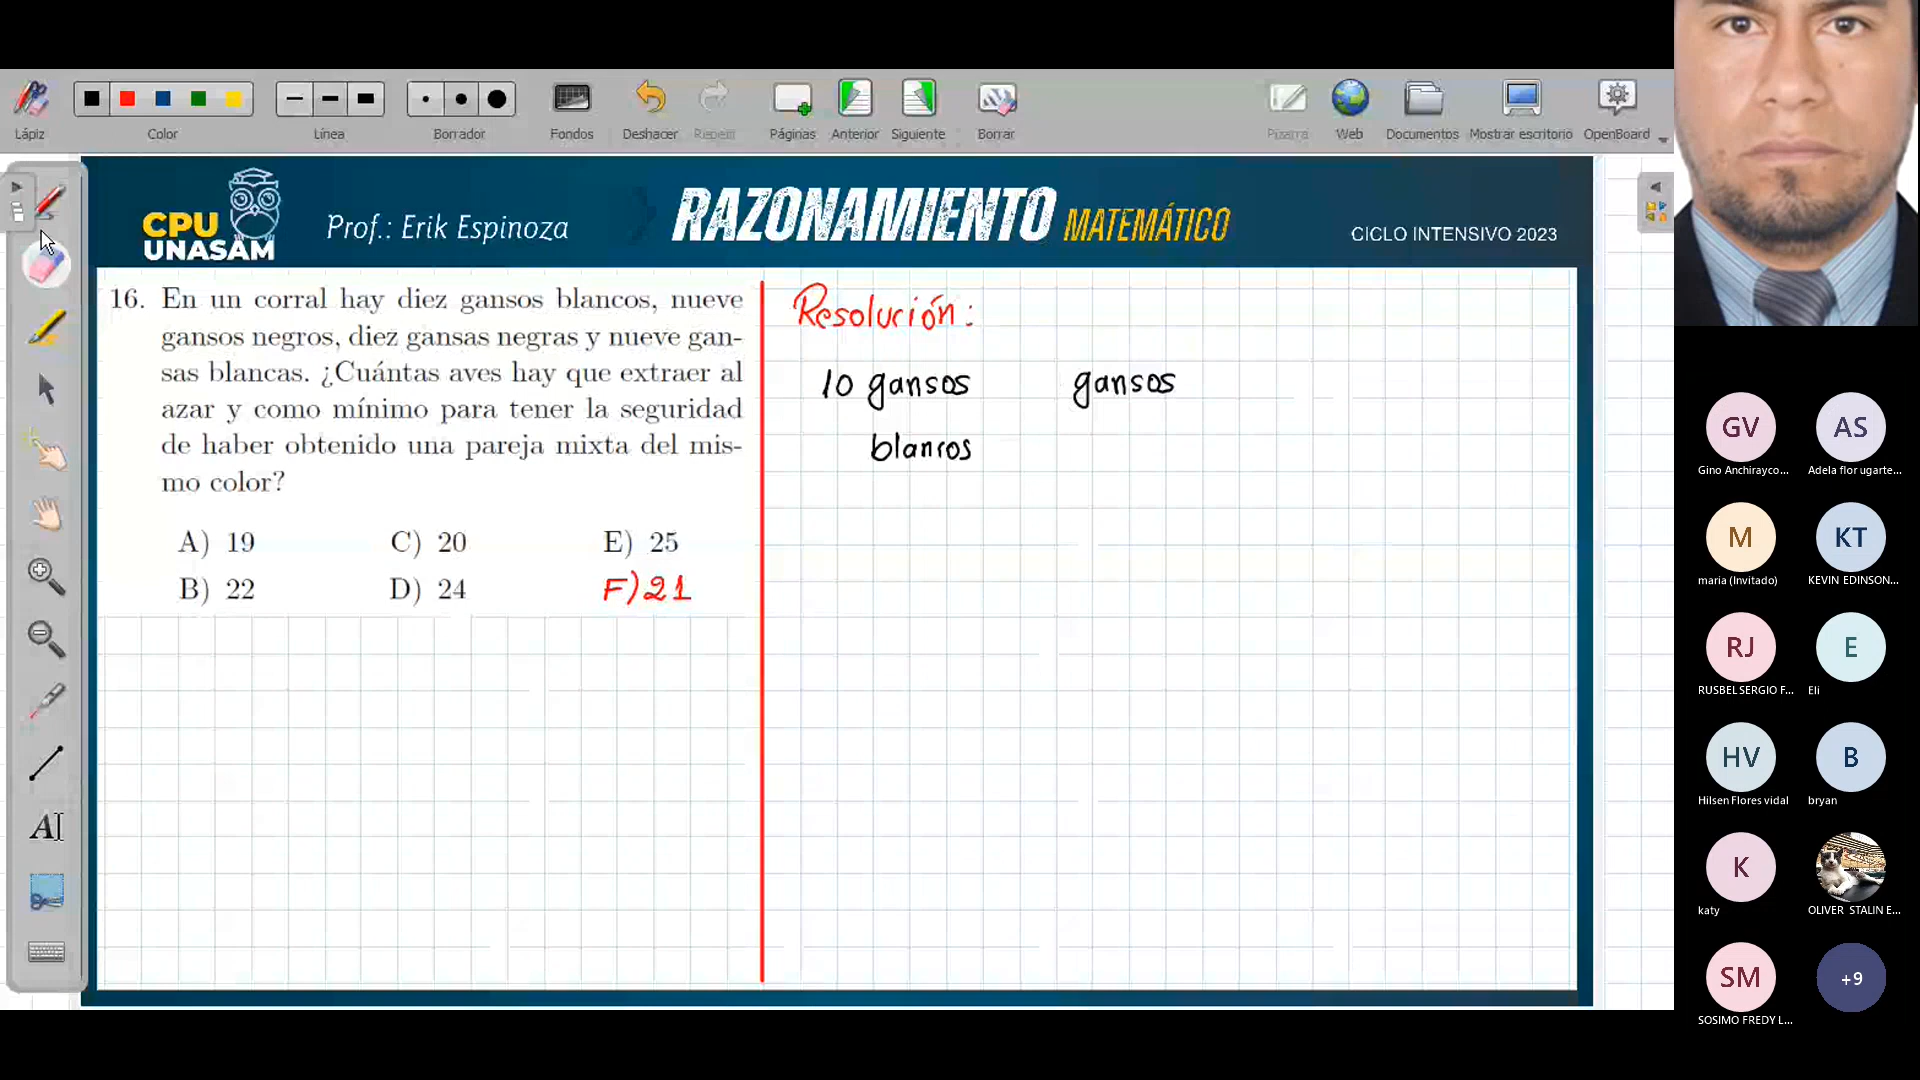 Lápiz
Color
Línea
Borrador
Fondos
Deshacer
Repetir
Páginas
Anterior
Siguiente
Borrar
Pizarra
Web
Documentos
Mostrar escritorio
OpenBoard
CPU
UNASAM
Prof.: Erik Espinoza
RAZONAMIENTO MATEMÁTICO
CICLO INTENSIVO 2023
16. En un corral hay diez gansos blancos, nueve
gansos negros, diez gansas negras y nueve gan-
sas blancas. ¿Cuántas aves hay que extraer al
azar y como mínimo para tener la seguridad
de haber obtenido una pareja mixta del mis-
mo color?
A) 19 C) 20 E) 25
B) 22 D) 24 F) 21
Resolución:
10 gansos gansos
blancos
GV AS
Gino Anchirayco... Adela flor ugarte...
M KT
maria (Invitado) KEVIN EDINSON...
RJ E
RUSBEL SERGIO F... Eli
HV B
Hilsen Flores vidal bryan
K
katy OLIVER STALIN E...
SM +9
SOSIMO FREDY L...